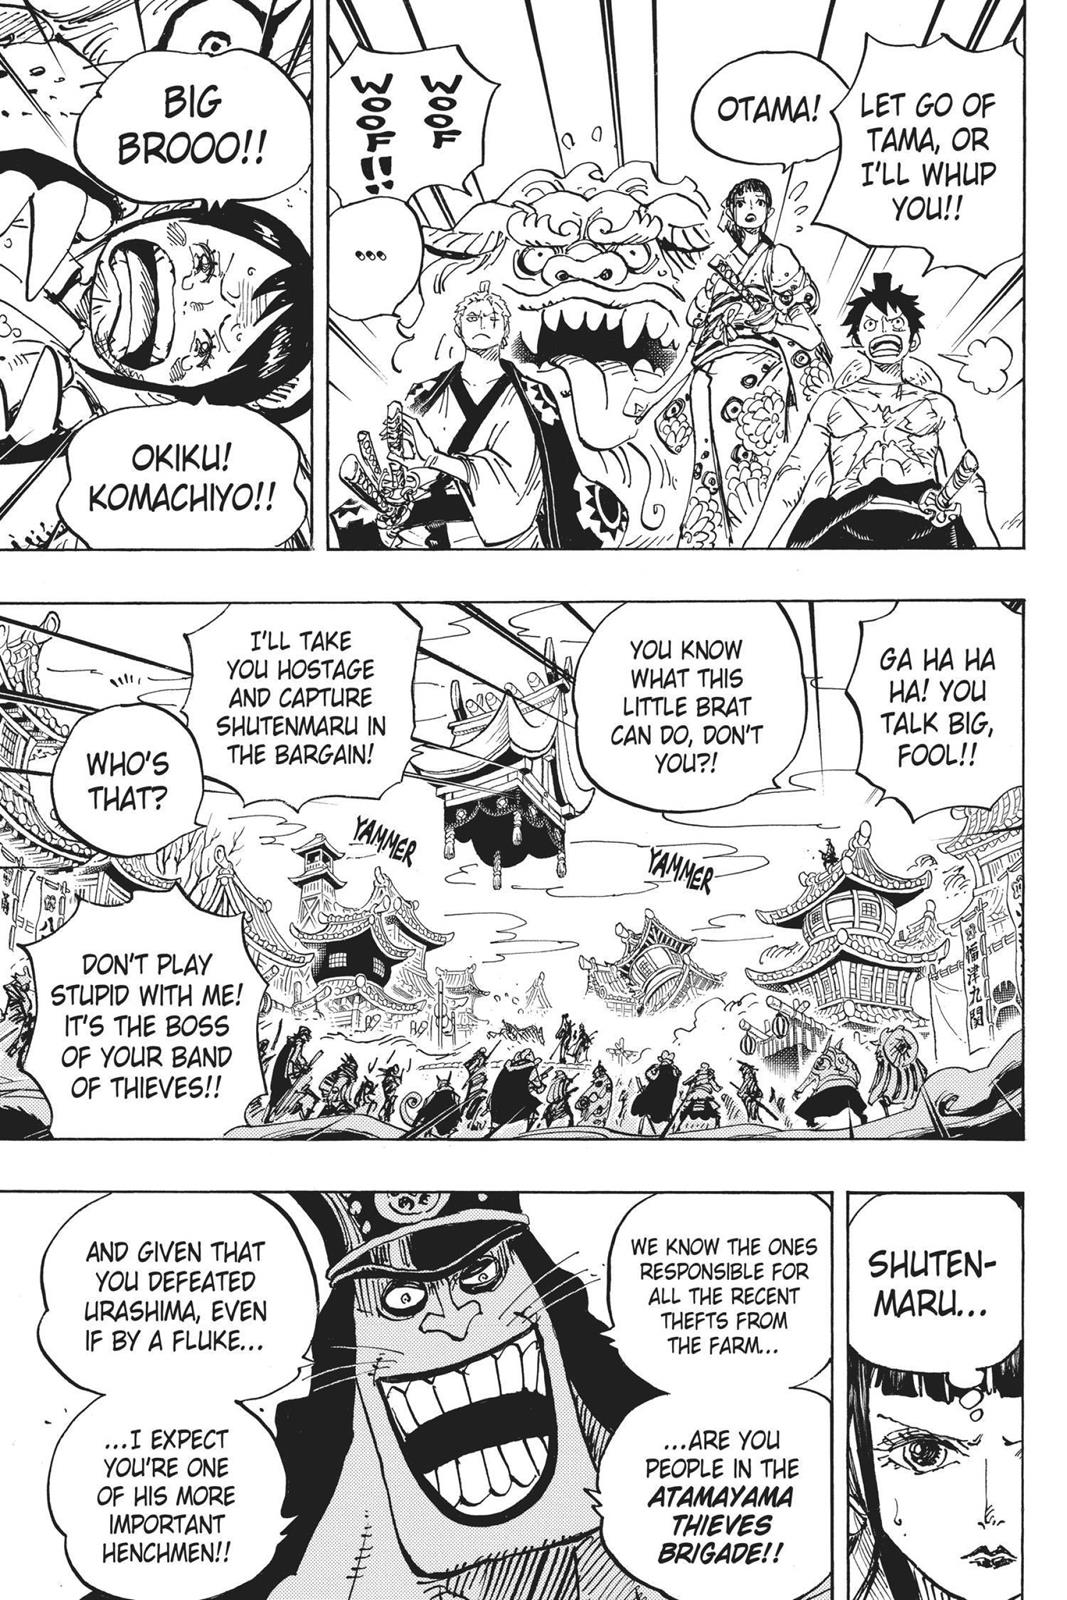 LET GO OF
TAMA, OR
I'LL WHUP
YOU!!
OTAMA!
WOOF
WOOF!!
...
BIG
BROOO!!
OKIKU!
KOMACHIYO!!
GA HA HA
HA! YOU
TALK BIG,
FOOL!!
YOU KNOW
WHAT THIS
LITTLE BRAT
CAN DO, DON'T
YOU?!
I'LL TAKE
YOU HOSTAGE
AND CAPTURE
SHUTENMARU IN
THE BARGAIN!
WHO'S
THAT?
YAMMER
YAMMER
DON'T PLAY
STUPID WITH ME!
IT'S THE BOSS
OF YOUR BAND
OF THIEVES!!
SHUTEN-
MARU...
WE KNOW THE ONES
RESPONSIBLE FOR
ALL THE RECENT
THEFTS FROM
THE FARM...
...ARE YOU
PEOPLE IN THE
ATAMAYAMA
THIEVES
BRIGADE!!
AND GIVEN THAT
YOU DEFEATED
URASHIMA, EVEN
IF BY A FLUKE...
...I EXPECT
YOU'RE ONE
OF HIS MORE
IMPORTANT
HENCHMEN!!